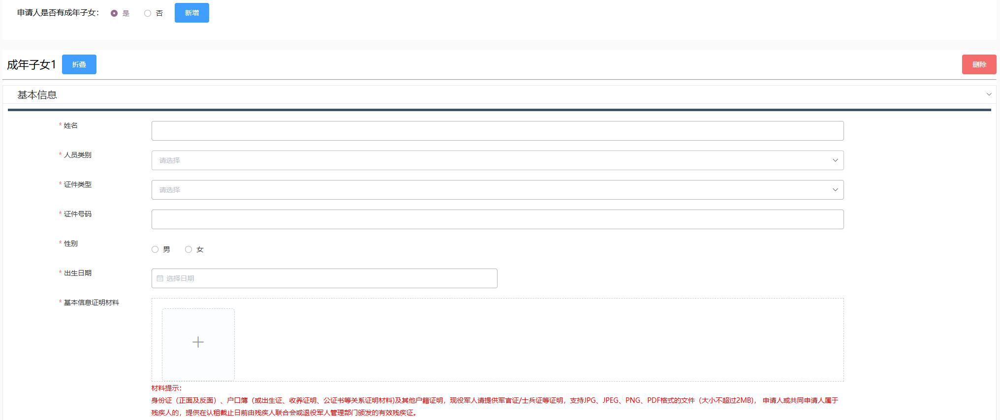 申请人是否有成年子女： 是 否 新增
成年子女1 折叠 删除
基本信息
* 姓名
* 人员类别 请选择
* 证件类型 请选择
* 证件号码
* 性别 男 女
* 出生日期 选择日期
* 基本信息证明材料
材料提示：
身份证（正面及反面）、户口簿（或出生证、收养证明、公证书等关系证明材料)及其他户籍证明，现役军人请提供军官证/士兵证等证明，支持JPG、JPEG、PNG、PDF格式的文件（大小不超过2MB)， 申请人或共同申请人属于
残疾人的，提供在认租截止日前由残疾人联合会或退役军人管理部门颁发的有效残疾证。